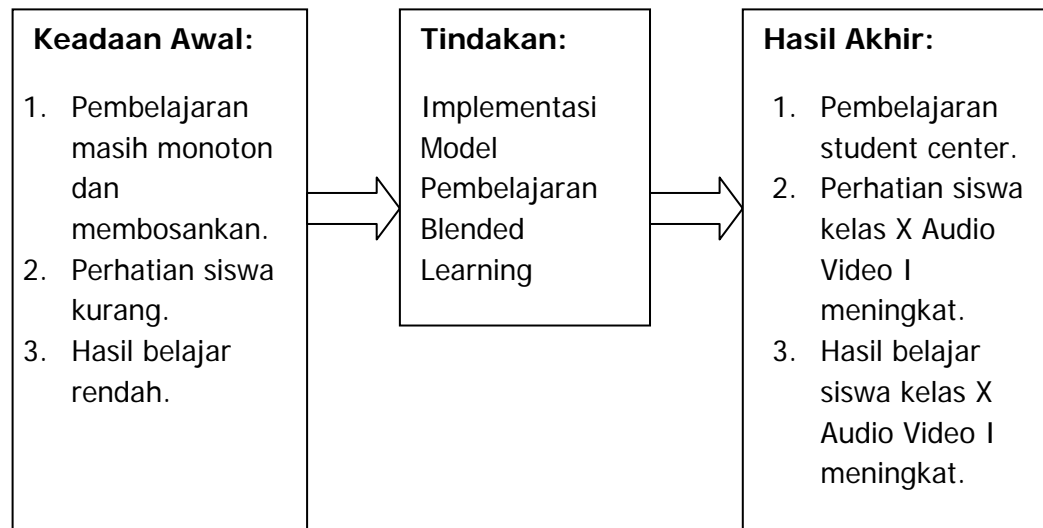 Keadaan Awal:
1. Pembelajaran
masih monoton
dan
membosankan.
2. Perhatian siswa
kurang.
3. Hasil belajar
rendah.
Tindakan:
Implementasi
Model
Pembelajaran
Blended
Learning
Hasil Akhir:
1. Pembelajaran
student center.
2. Perhatian siswa
kelas X Audio
Video I
meningkat.
3. Hasil belajar
siswa kelas X
Audio Video I
meningkat.